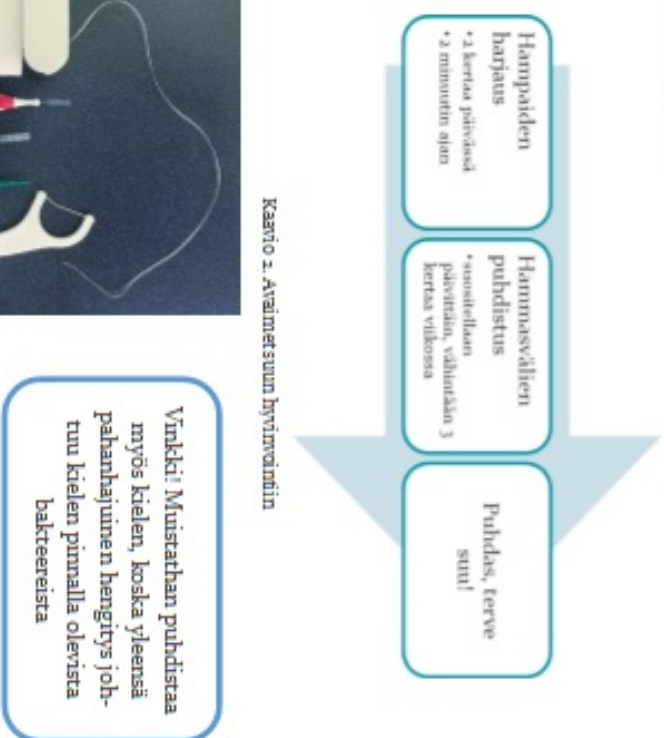 Hampaiden
harjaus
•2 kertaa päivässä
•2 minuutin ajan
Hammasvälien
puhdistus
•suositellaan
päivittäin, vähintään 3
kertaa viikossa
Puhdas, terve
suu!
Kaavio 2. Avaimet suun hyvinvointiin
Vinkki! Muistathan puhdistaa
myös kielen, koska yleensä
pahanhajuinen hengitys joh-
tuu kielen pinnalla olevista
bakteereista